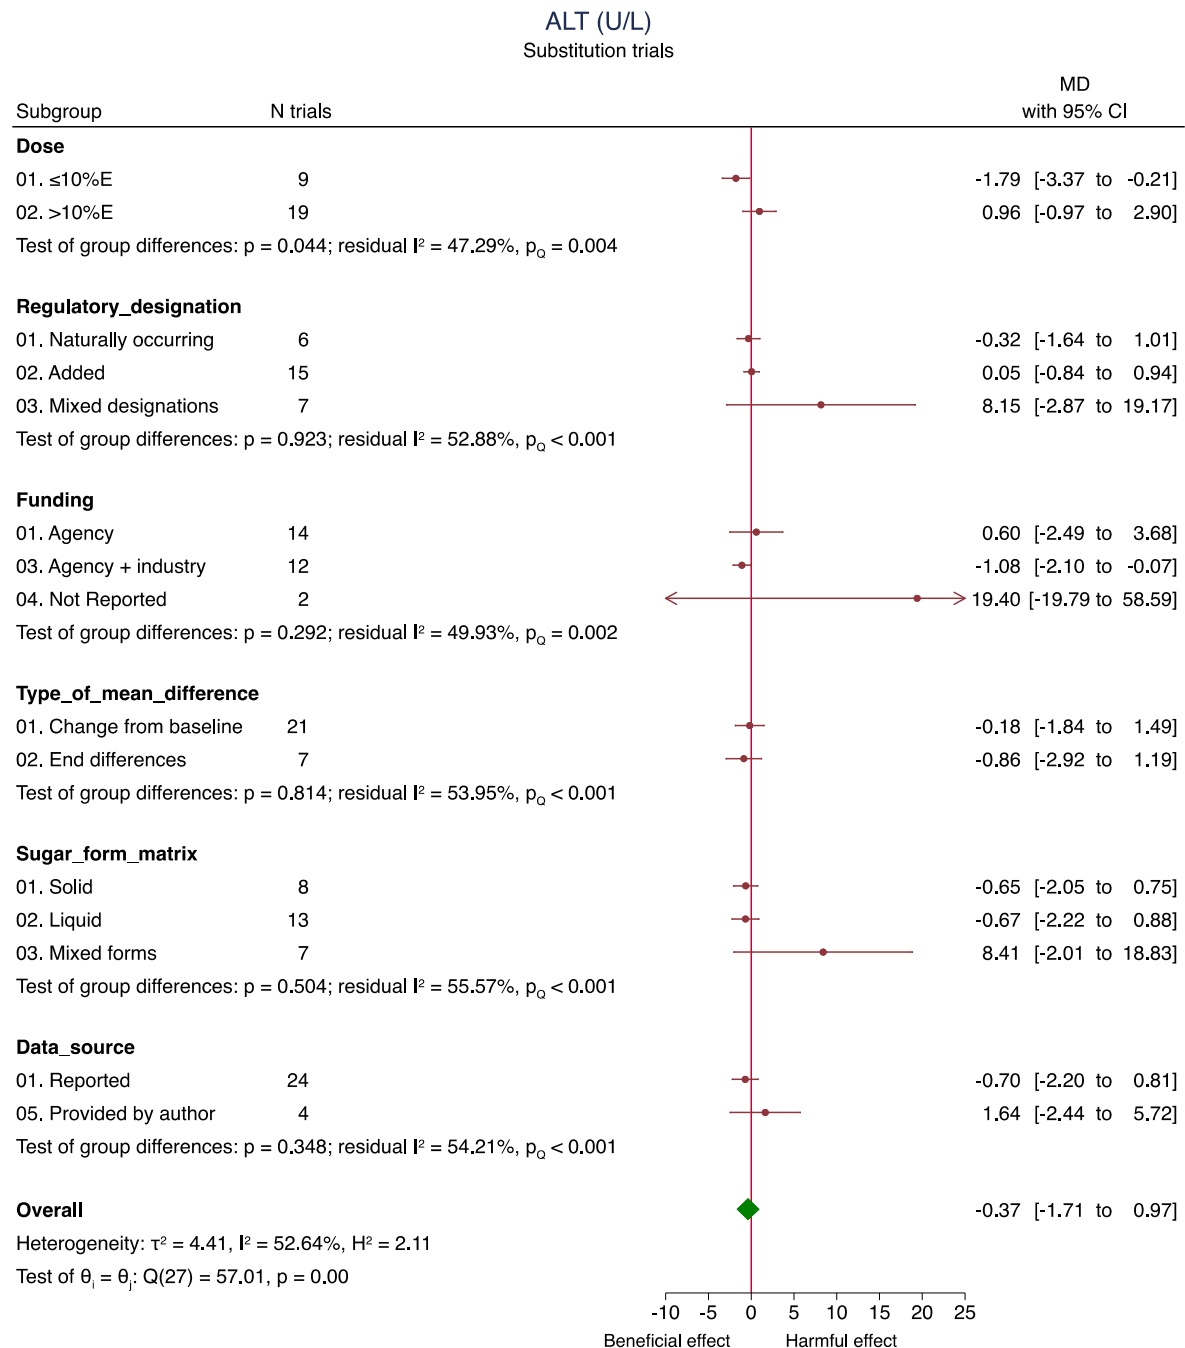 ALT (U/L)
Substitution trials
MD
Subgroup N trials with 95% CI
Dose
01. ≤10%E 9 -1.79 [-3.37 to -0.21]
02. >10%E 19 0.96 [-0.97 to 2.90]
Test of group differences: p = 0.044; residual I² = 47.29%, p_Q = 0.004
Regulatory_designation
01. Naturally occurring 6 -0.32 [-1.64 to 1.01]
02. Added 15 0.05 [-0.84 to 0.94]
03. Mixed designations 7 8.15 [-2.87 to 19.17]
Test of group differences: p = 0.923; residual I² = 52.88%, p_Q < 0.001
Funding
01. Agency 14 0.60 [-2.49 to 3.68]
03. Agency + industry 12 -1.08 [-2.10 to -0.07]
04. Not Reported 2 19.40 [-19.79 to 58.59]
Test of group differences: p = 0.292; residual I² = 49.93%, p_Q = 0.002
Type_of_mean_difference
01. Change from baseline 21 -0.18 [-1.84 to 1.49]
02. End differences 7 -0.86 [-2.92 to 1.19]
Test of group differences: p = 0.814; residual I² = 53.95%, p_Q < 0.001
Sugar_form_matrix
01. Solid 8 -0.65 [-2.05 to 0.75]
02. Liquid 13 -0.67 [-2.22 to 0.88]
03. Mixed forms 7 8.41 [-2.01 to 18.83]
Test of group differences: p = 0.504; residual I² = 55.57%, p_Q < 0.001
Data_source
01. Reported 24 -0.70 [-2.20 to 0.81]
05. Provided by author 4 1.64 [-2.44 to 5.72]
Test of group differences: p = 0.348; residual I² = 54.21%, p_Q < 0.001
Overall -0.37 [-1.71 to 0.97]
Heterogeneity: τ² = 4.41, I² = 52.64%, H² = 2.11
Test of θ_i = θ_j: Q(27) = 57.01, p = 0.00
-10 -5 0 5 10 15 20 25
Beneficial effect Harmful effect